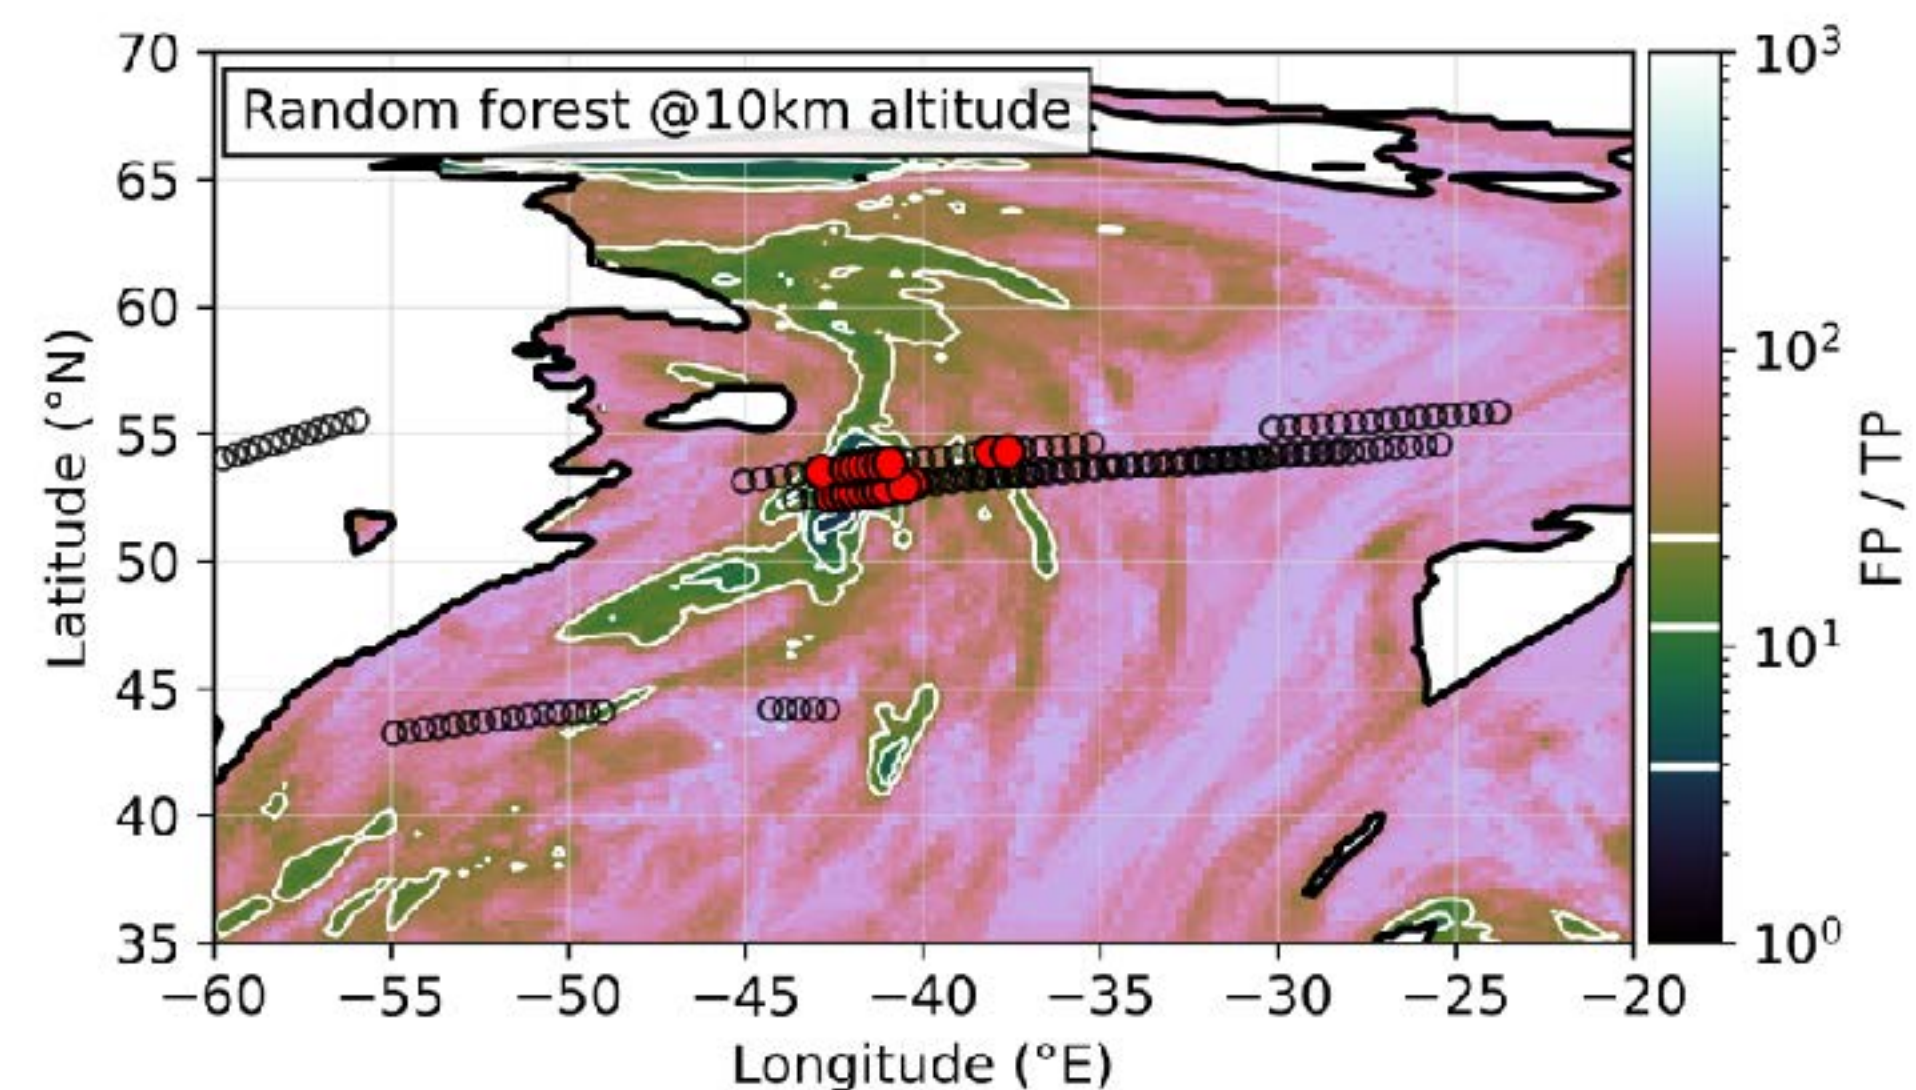 Random forest @10km altitude
70
65
60
55
50
45
40
35
Latitude (°N)
−60 −55 −50 −45 −40 −35 −30 −25 −20
Longitude (°E)
10³
10²
10¹
10⁰
FP / TP